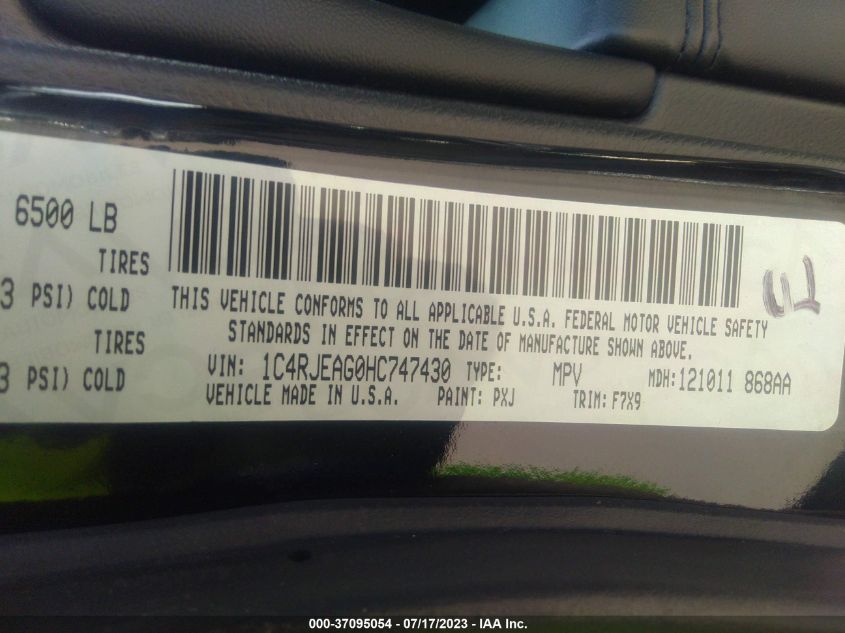 6500 LB
TIRES
3 PSI) COLD
TIRES
3 PSI) COLD
THIS VEHICLE CONFORMS TO ALL APPLICABLE U.S.A. FEDERAL MOTOR VEHICLE SAFETY
STANDARDS IN EFFECT ON THE DATE OF MANUFACTURE SHOWN ABOVE.
VIN: 1C4RJEAG0HC747430 TYPE: MPV MDH:121011 868AA
VEHICLE MADE IN U.S.A. PAINT: PXJ TRIM: F7X9
000-37095054 / 07/17/2023 - IAA Inc.